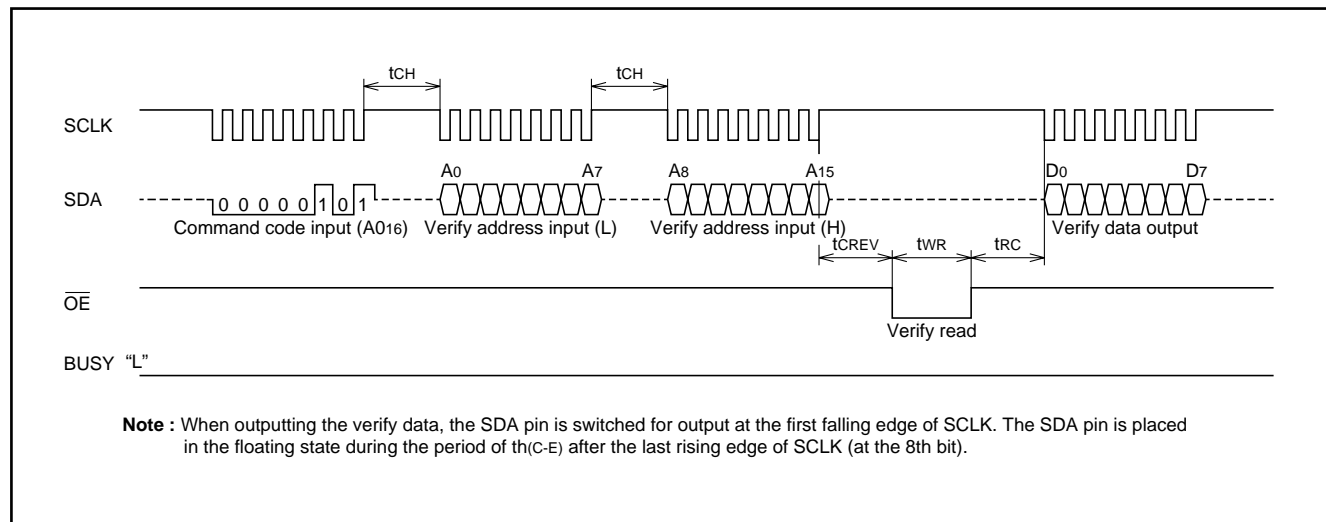 tCH tCH
SCLK
A0 A7 A8 A15 D0 D7
SDA
0 0 0 0 0 1 0 1
Command code input (A016) Verify address input (L) Verify address input (H) Verify data output
tCREV tWR tRC
OE
Verify read
BUSY “L”
Note : When outputting the verify data, the SDA pin is switched for output at the first falling edge of SCLK. The SDA pin is placed
in the floating state during the period of th(C-E) after the last rising edge of SCLK (at the 8th bit).